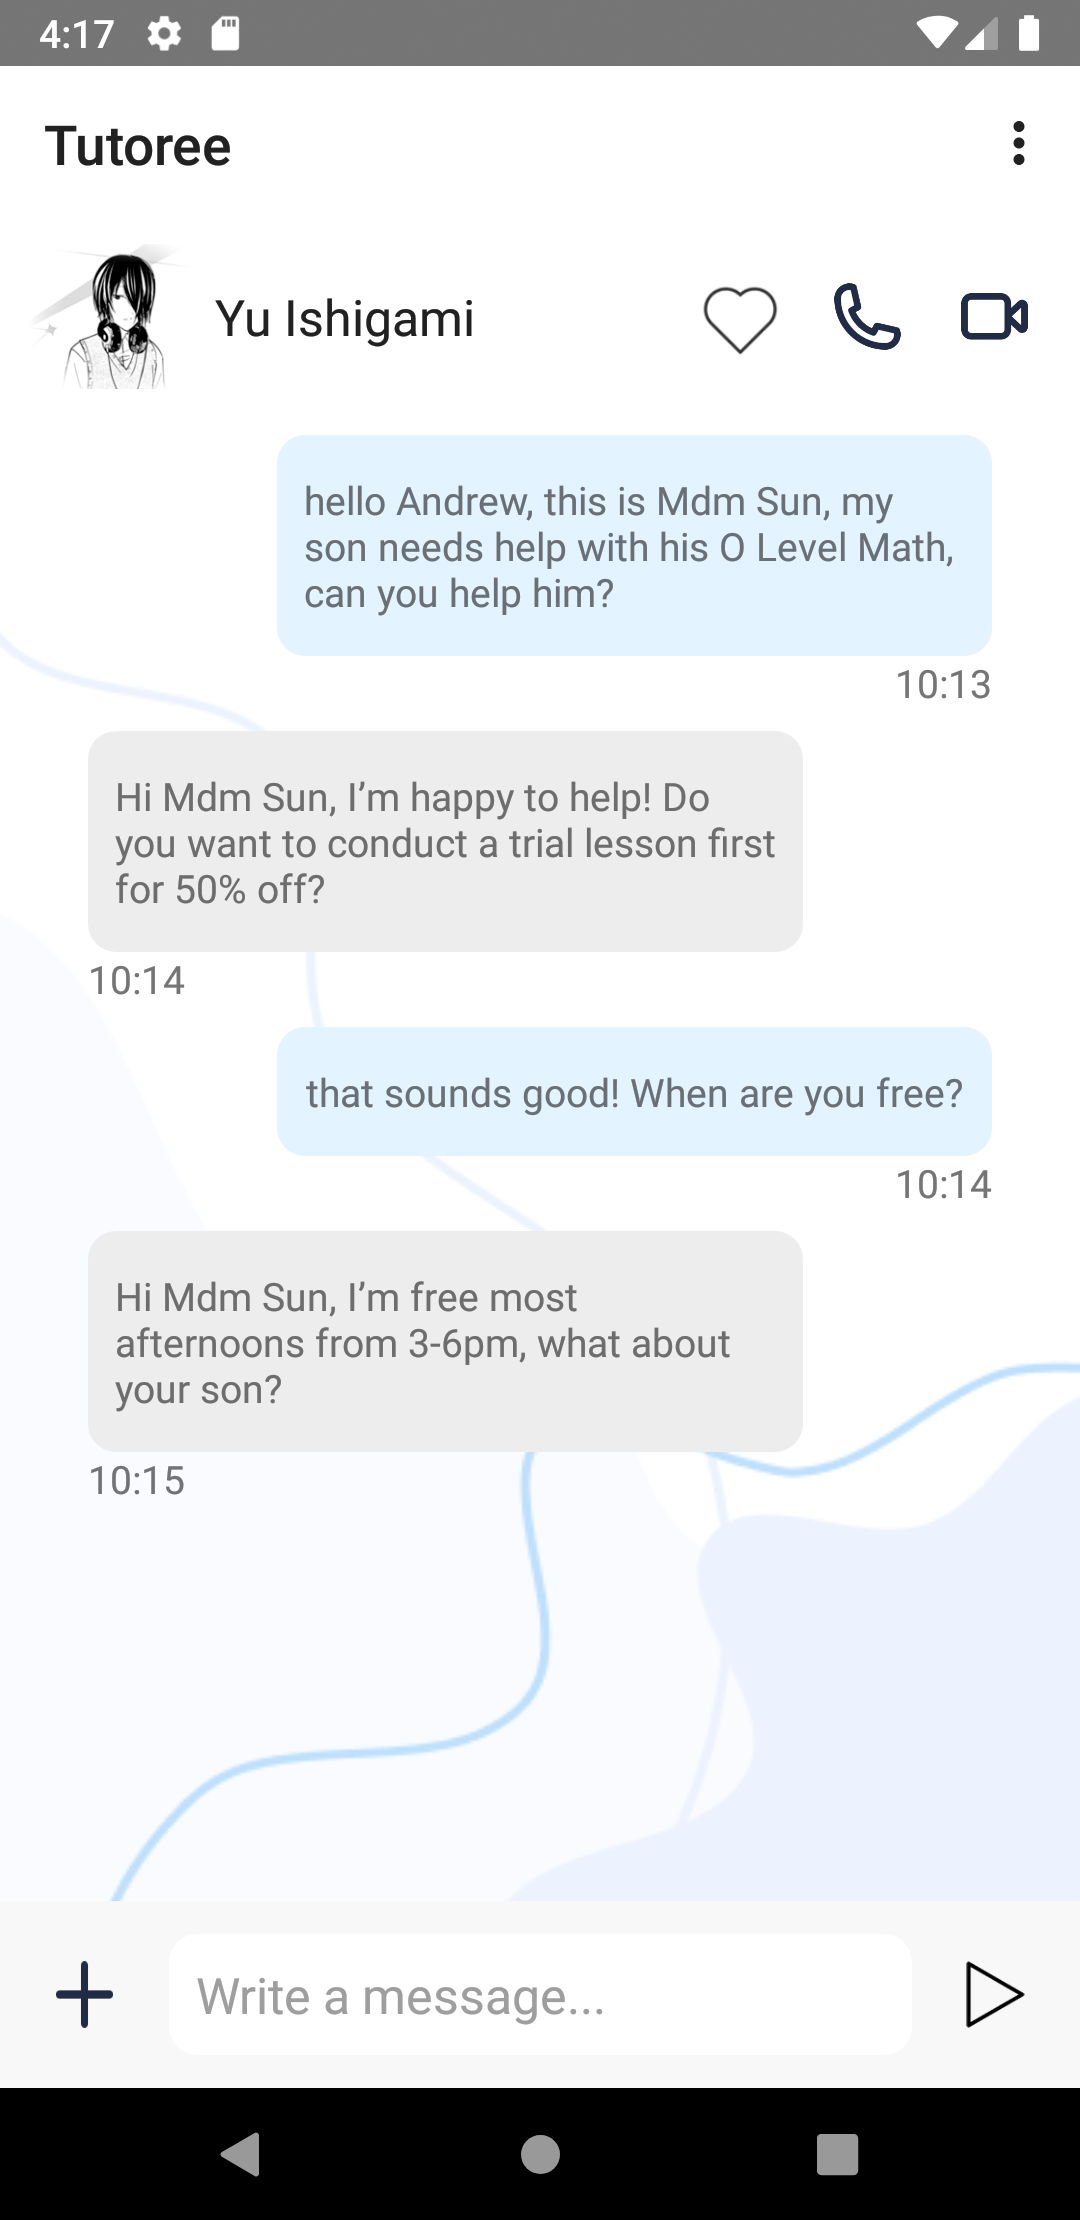 4:17
Tutoree
Yu Ishigami
hello Andrew, this is Mdm Sun, my
son needs help with his O Level Math,
can you help him?
10:13
Hi Mdm Sun, I’m happy to help! Do
you want to conduct a trial lesson first
for 50% off?
10:14
that sounds good! When are you free?
10:14
Hi Mdm Sun, I’m free most
afternoons from 3-6pm, what about
your son?
10:15
Write a message...